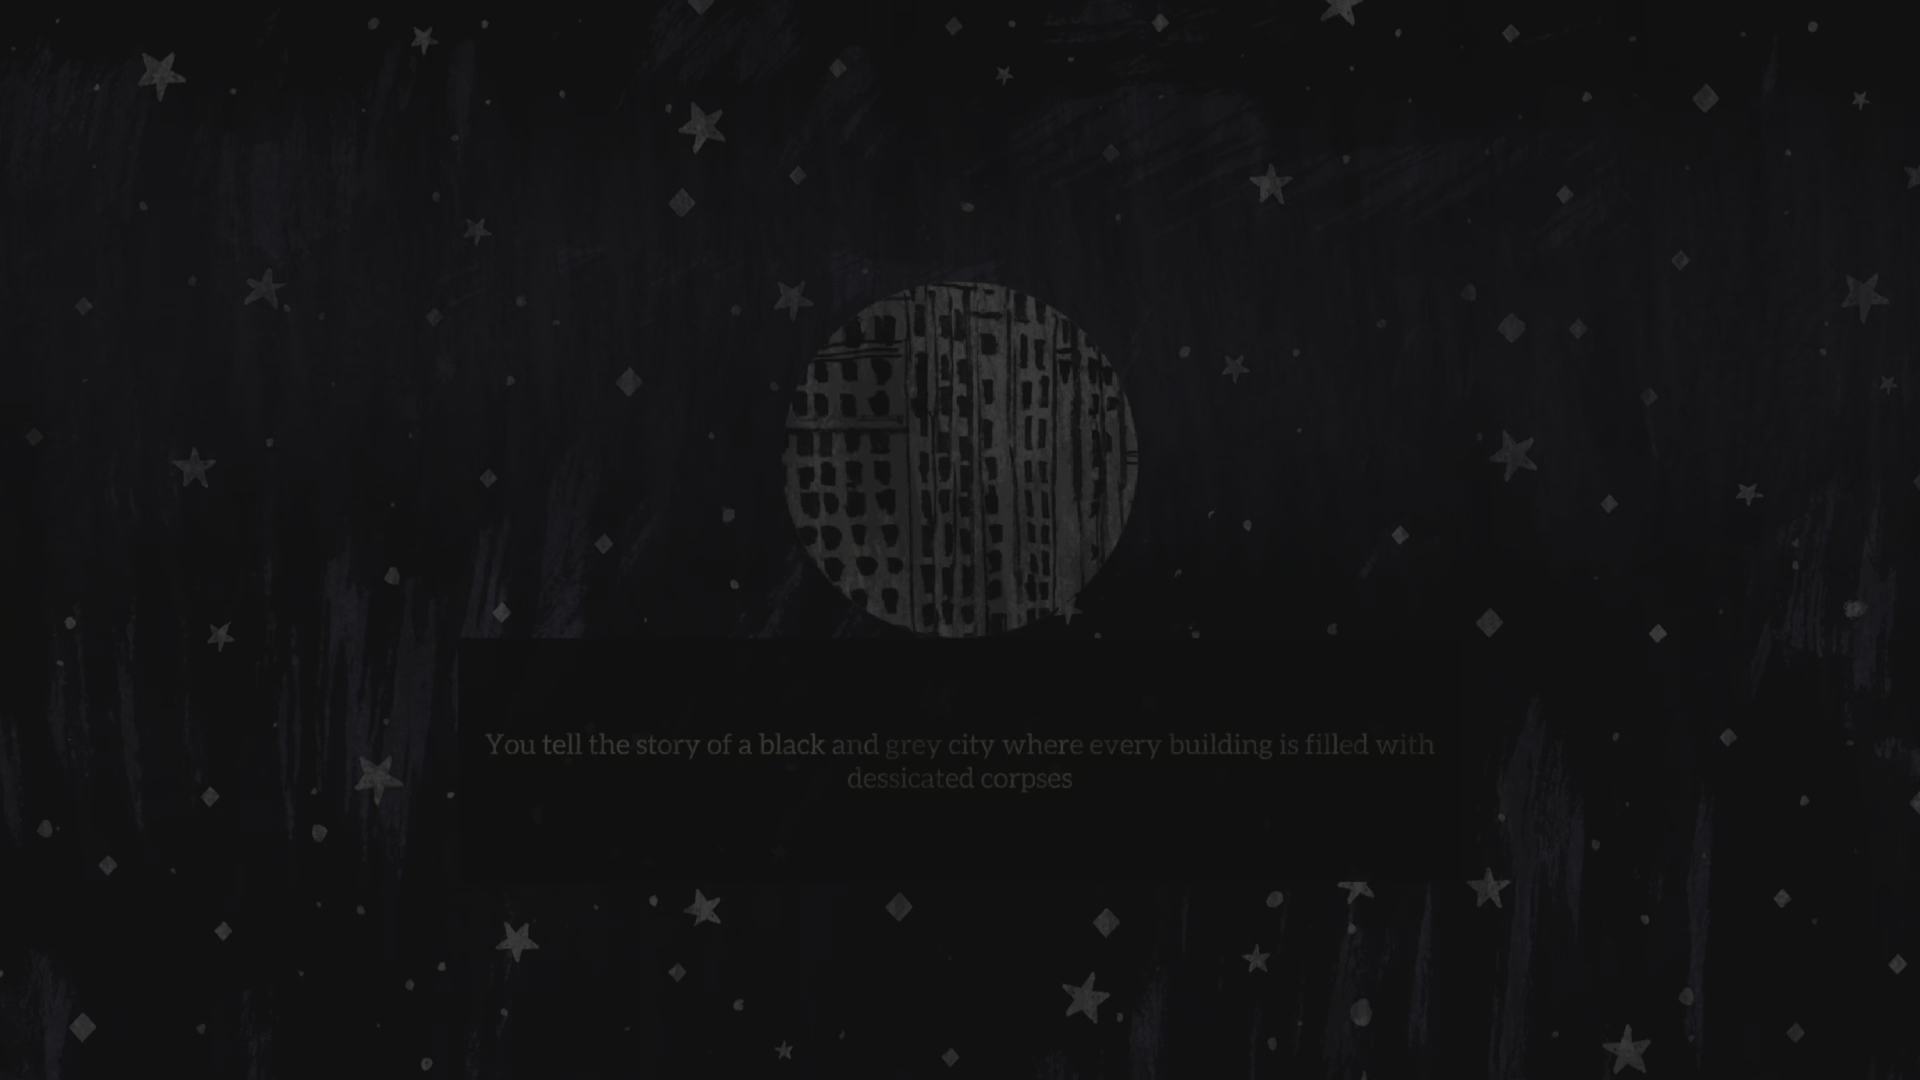 You tell the story of a black and grey city where every building is filled with
dessicated corpses